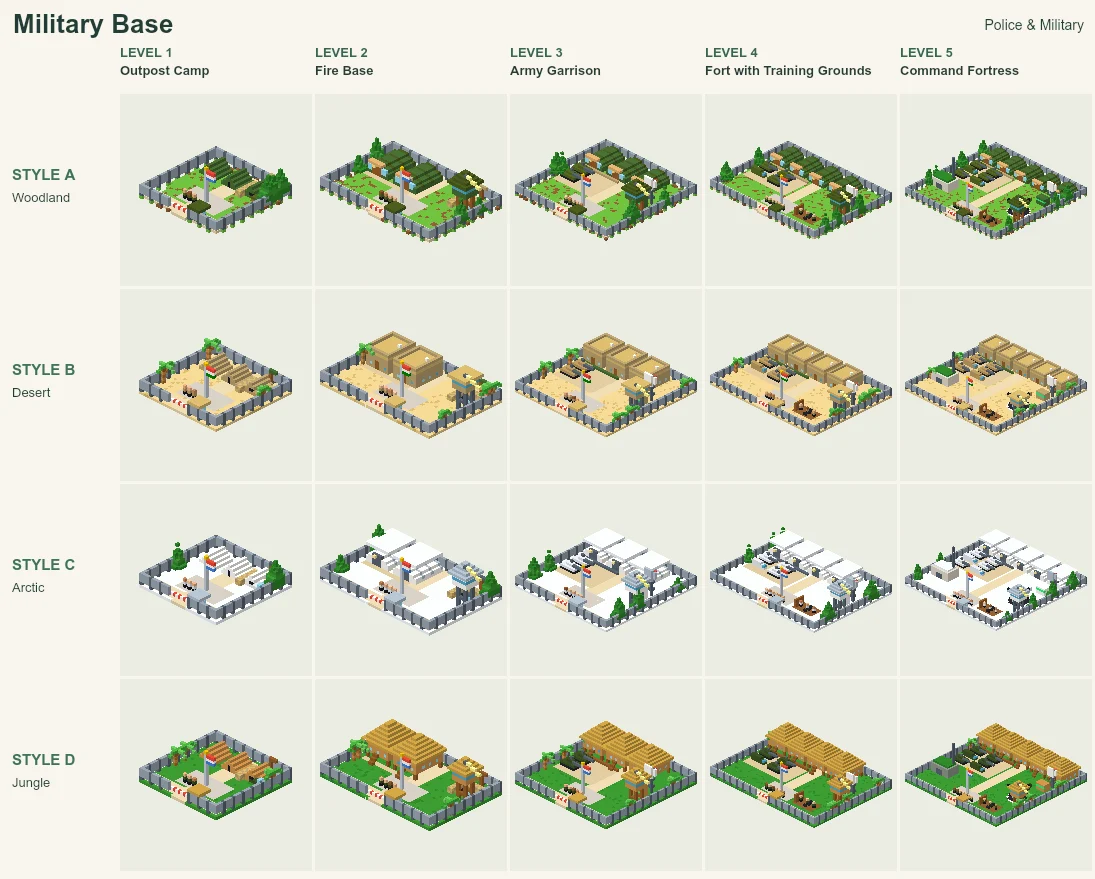 Military Base
Police & Military
LEVEL 1
Outpost Camp
LEVEL 2
Fire Base
LEVEL 3
Army Garrison
LEVEL 4
Fort with Training Grounds
LEVEL 5
Command Fortress
STYLE A
Woodland
STYLE B
Desert
STYLE C
Arctic
STYLE D
Jungle